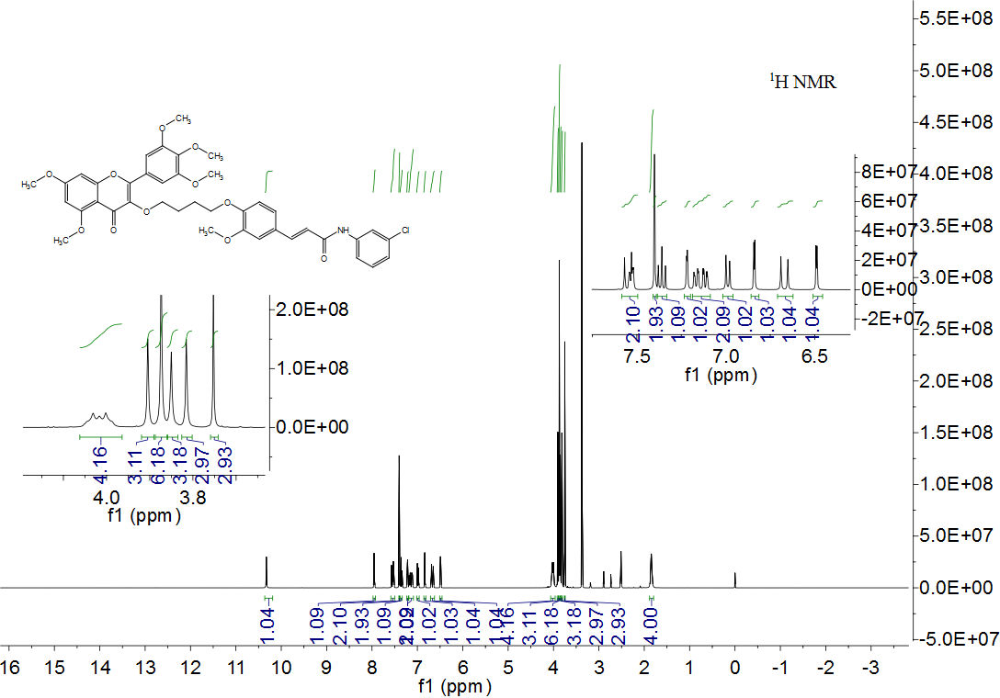 ¹H NMR
5.5E+08
5.0E+08
4.5E+08
4.0E+08
3.5E+08
3.0E+08
2.5E+08
2.0E+08
1.5E+08
1.0E+08
5.0E+07
0.0E+00
-5.0E+07
O CH₃
O CH₃
O CH₃
CH₃ O
O
O
O
O
CH₃ O
H₃C O
O
NH
Cl
8E+07
6E+07
4E+07
2E+07
0E+00
-2E+07
2.10 1.93 1.09 1.02 2.09 1.02 1.03 1.04 1.04
7.5 7.0 6.5
f1 (ppm)
2.0E+08
1.0E+08
0.0E+00
4.16 3.11 6.18 3.18 2.97 2.93
4.0 3.8
f1 (ppm)
1.04 1.09 2.10 1.93 1.09 1.02 1.03 1.04 1.04 4.16 3.11 6.18 3.18 2.97 2.93 4.00
16 15 14 13 12 11 10 9 8 7 6 5 4 3 2 1 0 -1 -2 -3
f1 (ppm)